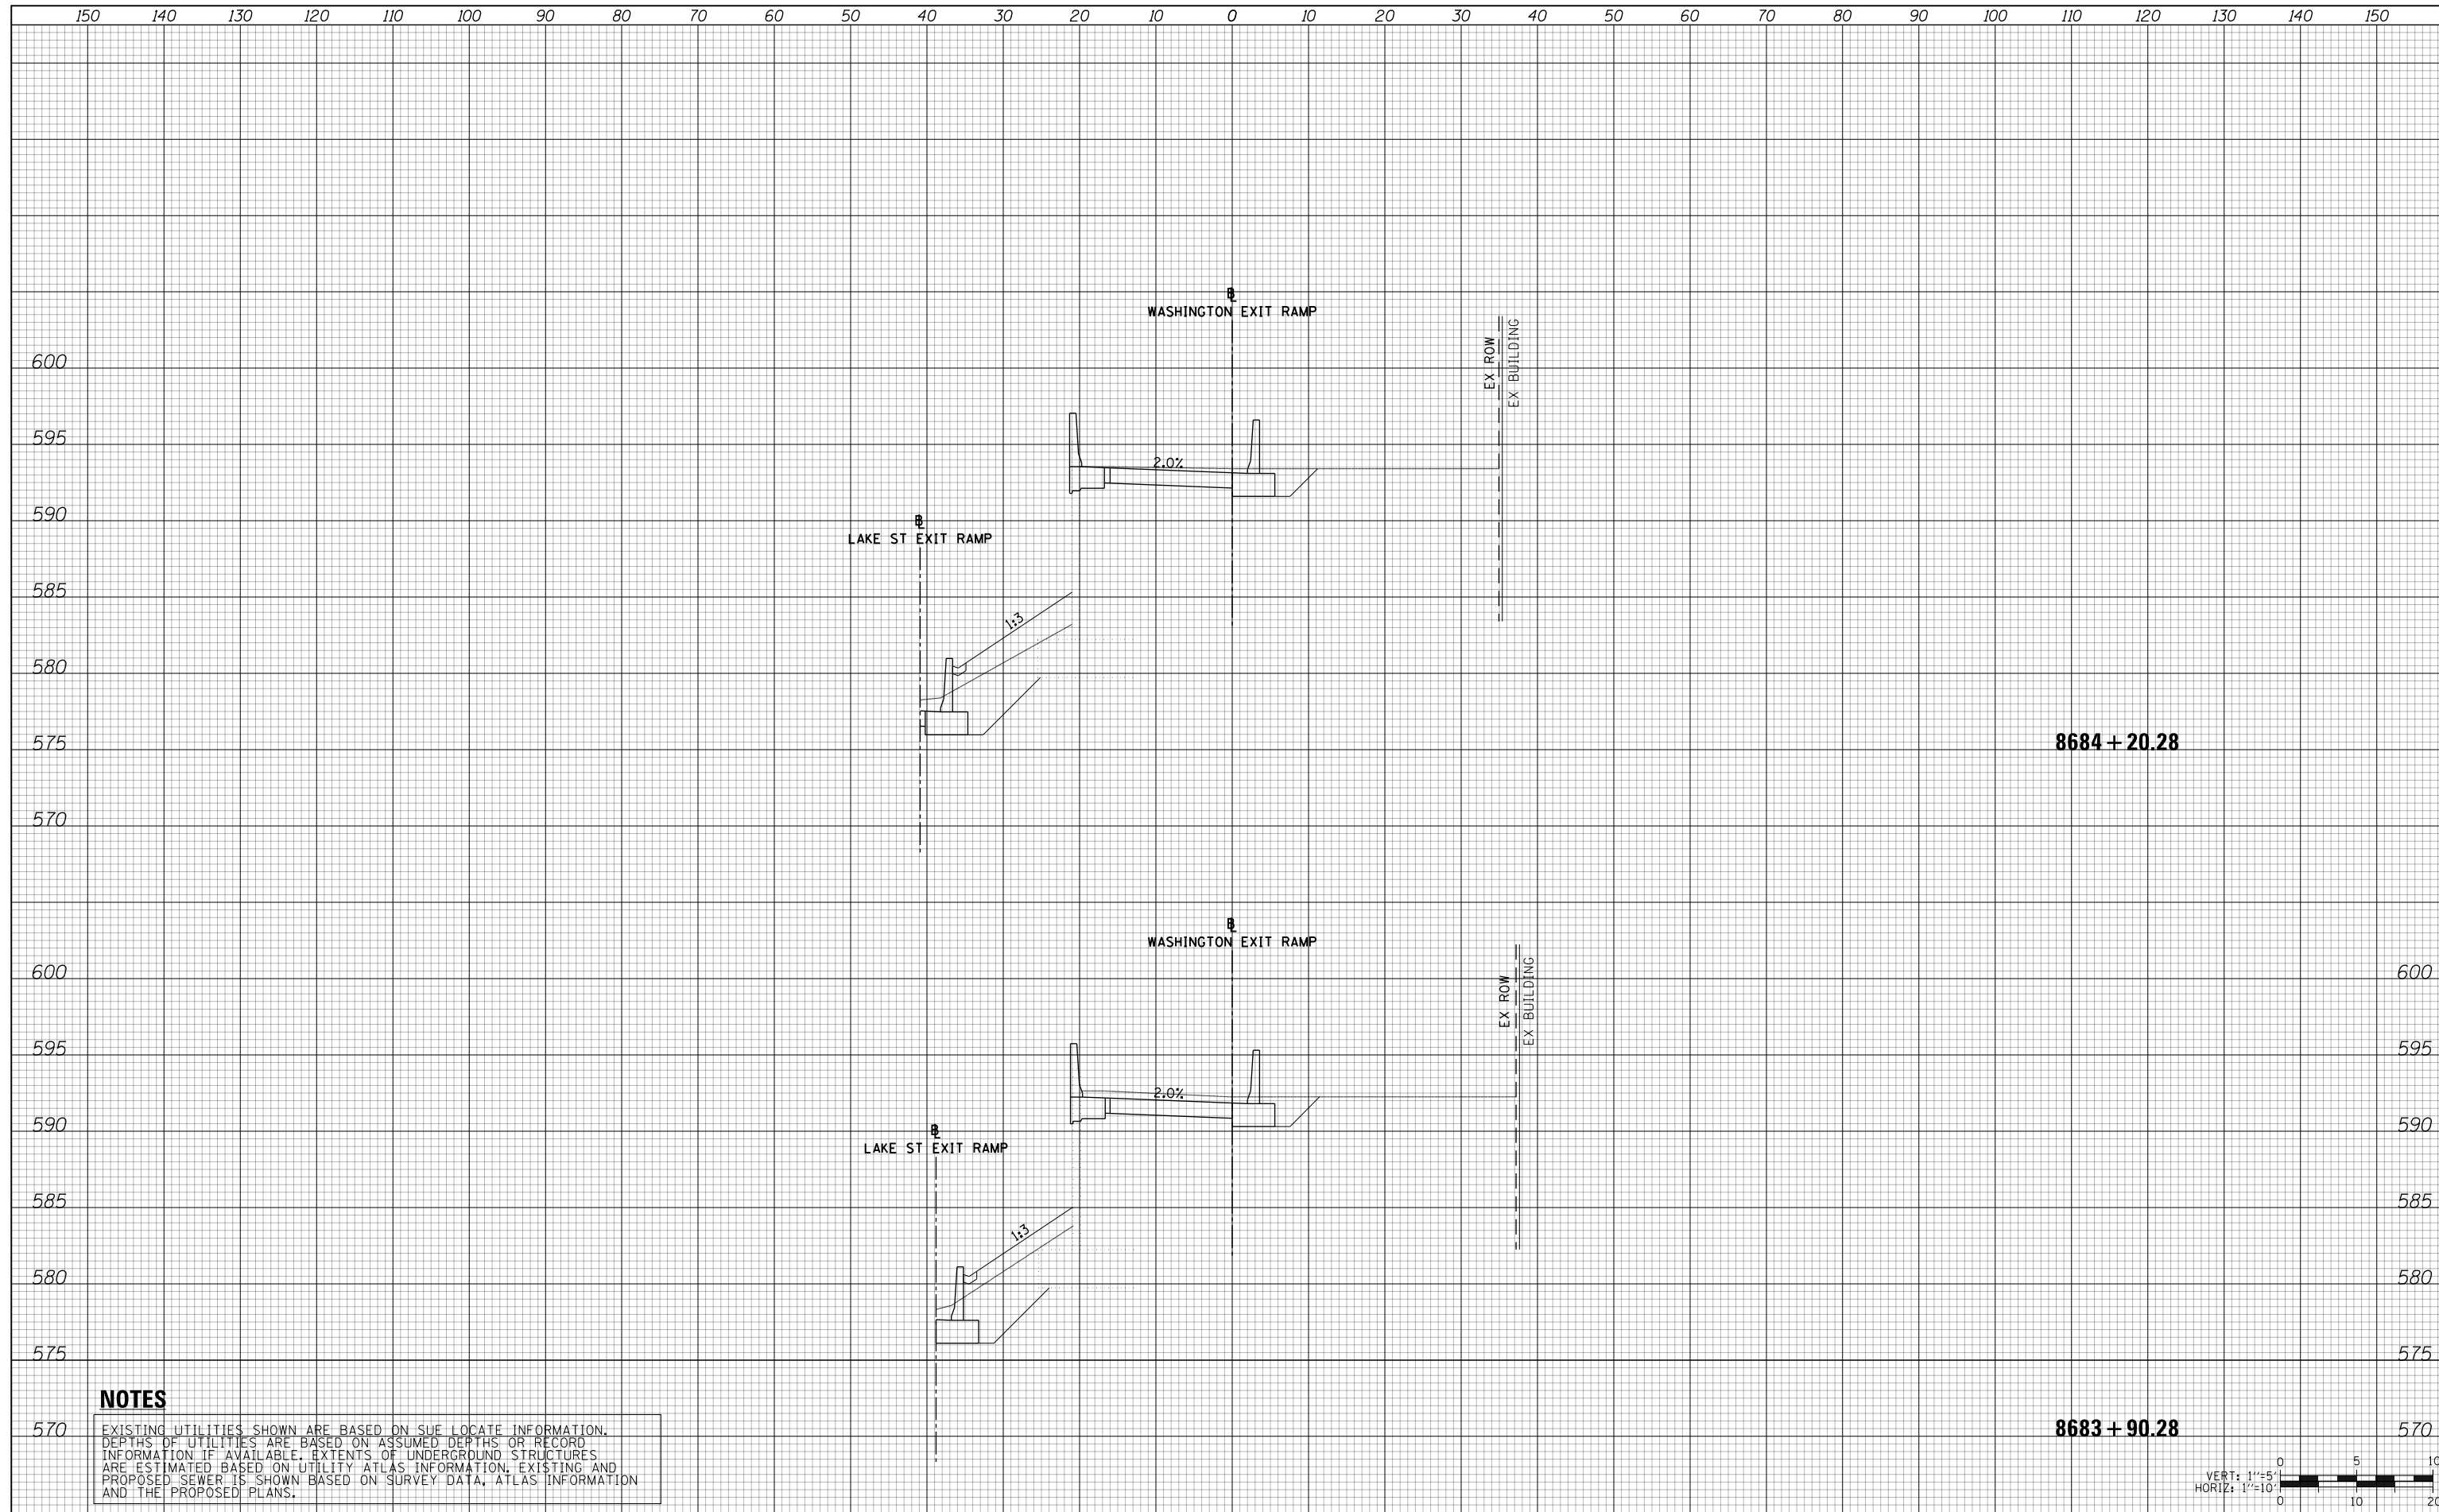 150 140 130 120 110 100 90 80 70 60 50 40 30 20 10 0 10 20 30 40 50 60 70 80 90 100 110 120 130 140 150
BL
WASHINGTON EXIT RAMP
EX ROW
EX BUILDING
600
595
2.0%
590
BL
LAKE ST EXIT RAMP
585
1:3
580
575
8684 + 20.28
570
BL
WASHINGTON EXIT RAMP
EX ROW
EX BUILDING
600 600
595 595
2.0%
590 590
BL
LAKE ST EXIT RAMP
585 585
1:3
580 580
575 575
NOTES
570 570
8683 + 90.28
EXISTING UTILITIES SHOWN ARE BASED ON SUE LOCATE INFORMATION.
DEPTHS OF UTILITIES ARE BASED ON ASSUMED DEPTHS OR RECORD
INFORMATION IF AVAILABLE. EXTENTS OF UNDERGROUND STRUCTURES
ARE ESTIMATED BASED ON UTILITY ATLAS INFORMATION. EXISTING AND
PROPOSED SEWER IS SHOWN BASED ON SURVEY DATA, ATLAS INFORMATION
AND THE PROPOSED PLANS.
0 5 10
VERT: 1"=5'
HORIZ: 1"=10'
0 10 20